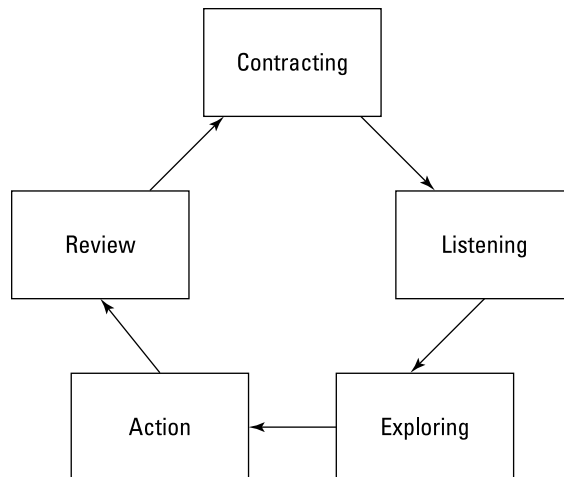 Contracting
Listening
Exploring
Action
Review